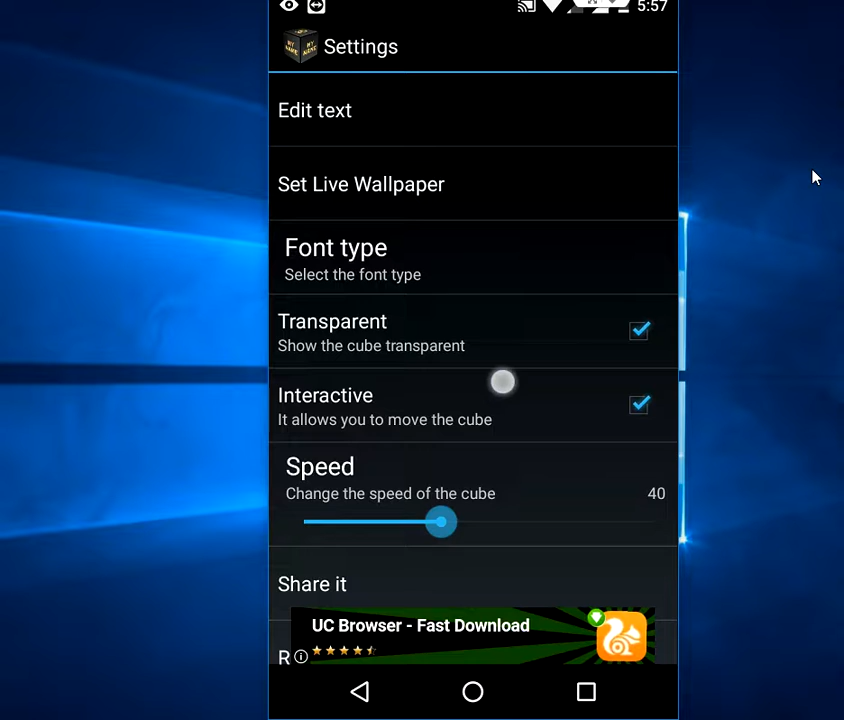 5:57
Settings
Edit text
Set Live Wallpaper
Font type
Select the font type
Transparent
Show the cube transparent
Interactive
It allows you to move the cube
Speed
Change the speed of the cube 40
Share it
UC Browser - Fast Download
R